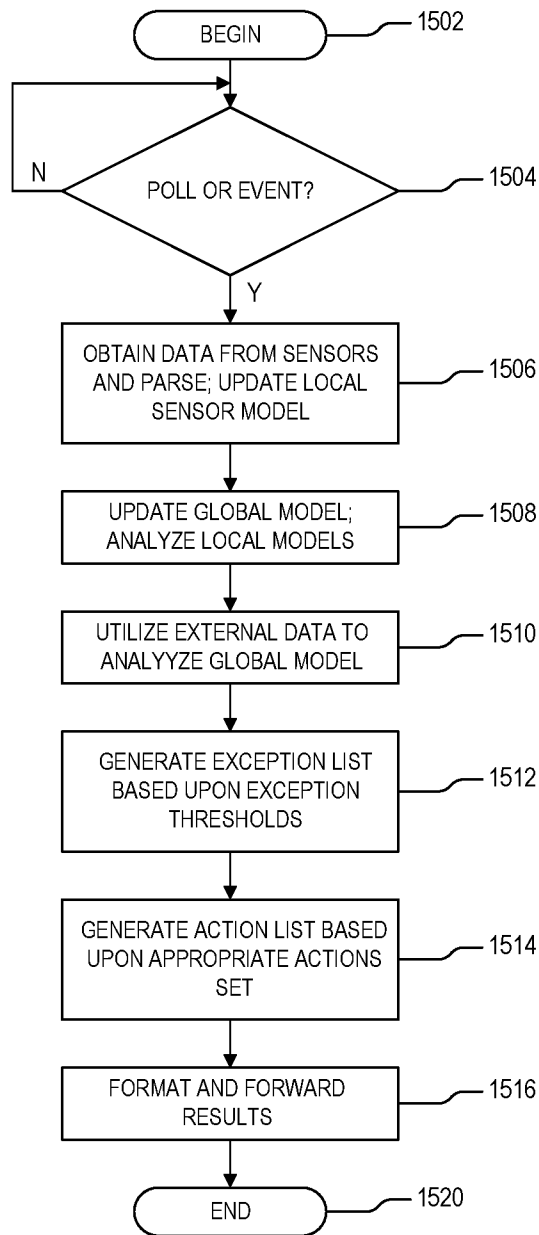 BEGIN
1502
N
POLL OR EVENT?
1504
Y
OBTAIN DATA FROM SENSORS
AND PARSE; UPDATE LOCAL
SENSOR MODEL
1506
UPDATE GLOBAL MODEL;
ANALYZE LOCAL MODELS
1508
UTILIZE EXTERNAL DATA TO
ANALYYZE GLOBAL MODEL
1510
GENERATE EXCEPTION LIST
BASED UPON EXCEPTION
THRESHOLDS
1512
GENERATE ACTION LIST BASED
UPON APPROPRIATE ACTIONS
SET
1514
FORMAT AND FORWARD
RESULTS
1516
END
1520